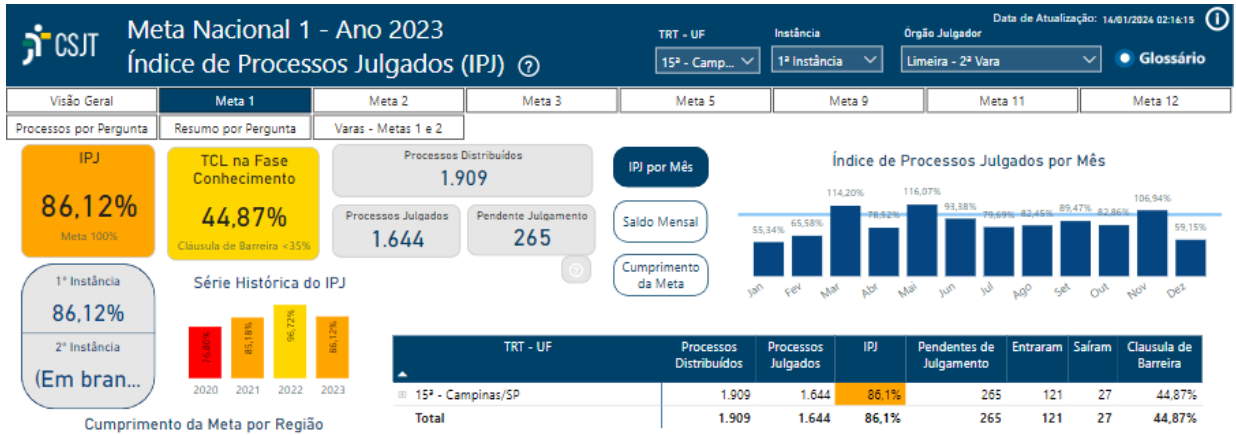 CSJT
Meta Nacional 1 - Ano 2023
Índice de Processos Julgados (IPJ)
Data de Atualização: 14/01/2024 02:16:15
TRT - UF
15ª - Camp...
Instância
1ª Instância
Órgão Julgador
Limeira - 2ª Vara
Glossário
Visão Geral
Meta 1
Meta 2
Meta 3
Meta 5
Meta 9
Meta 11
Meta 12
Processos por Pergunta
Resumo por Pergunta
Varas - Metas 1 e 2
IPJ
86,12%
Meta 100%
TCL na Fase
Conhecimento
44,87%
Cláusula de Barreira <35%
Processos Distribuídos
1.909
Processos Julgados
1.644
Pendente Julgamento
265
IPJ por Mês
Saldo Mensal
Cumprimento
da Meta
Índice de Processos Julgados por Mês
55,34% 65,58% 114,20% 78,52% 116,07% 93,38% 79,69% 82,45% 89,47% 82,86% 106,94% 59,15%
Jan Fev Mar Abr Mai Jun Jul Ago Set Out Nov Dez
1ª Instância
86,12%
2ª Instância
(Em bran...
Série Histórica do IPJ
76,80% 85,18% 96,72% 86,12%
2020 2021 2022 2023
Cumprimento da Meta por Região
TRT - UF Processos Distribuídos Processos Julgados IPJ Pendentes de Julgamento Entraram Saíram Clausula de Barreira
15ª - Campinas/SP 1.909 1.644 86,1% 265 121 27 44,87%
Total 1.909 1.644 86,1% 265 121 27 44,87%